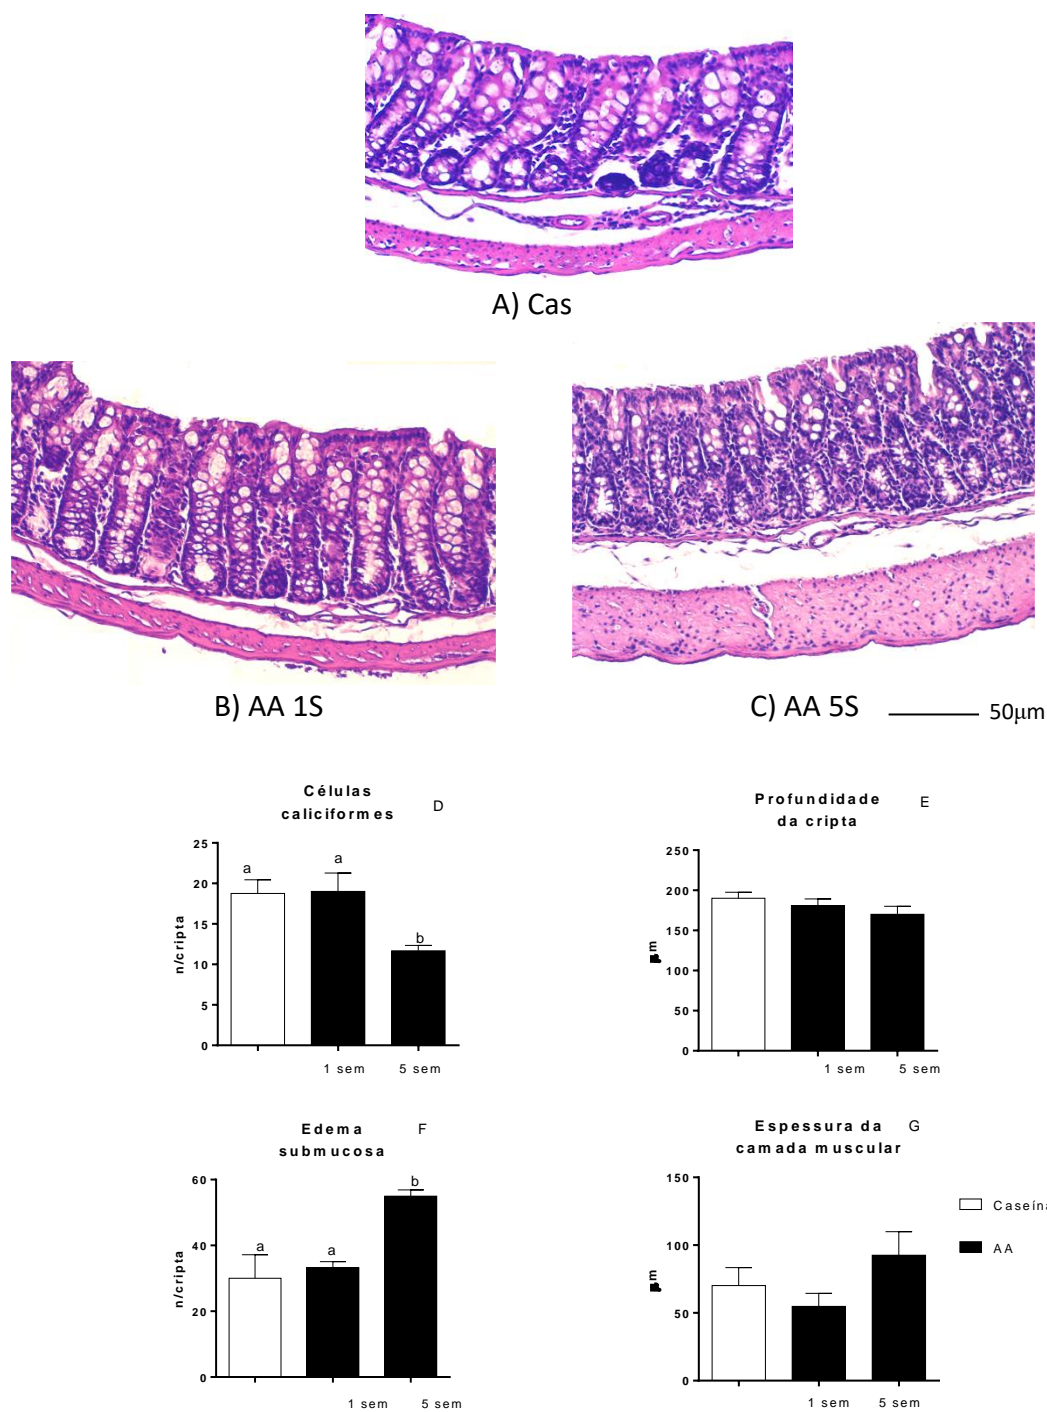 A) Cas
B) AA 1S
C) AA 5S
50μm
Células
caliciformes
D
25
20
15
10
5
0
n/cripta
a
a
b
1 sem
5 sem
Profundidade
da cripta
E
250
200
150
100
50
0
μm
1 sem
5 sem
Edema
submucosa
F
60
40
20
0
n/cripta
a
a
b
1 sem
5 sem
Espessura da
camada muscular
G
150
100
50
0
μm
1 sem
5 sem
Caseína
AA